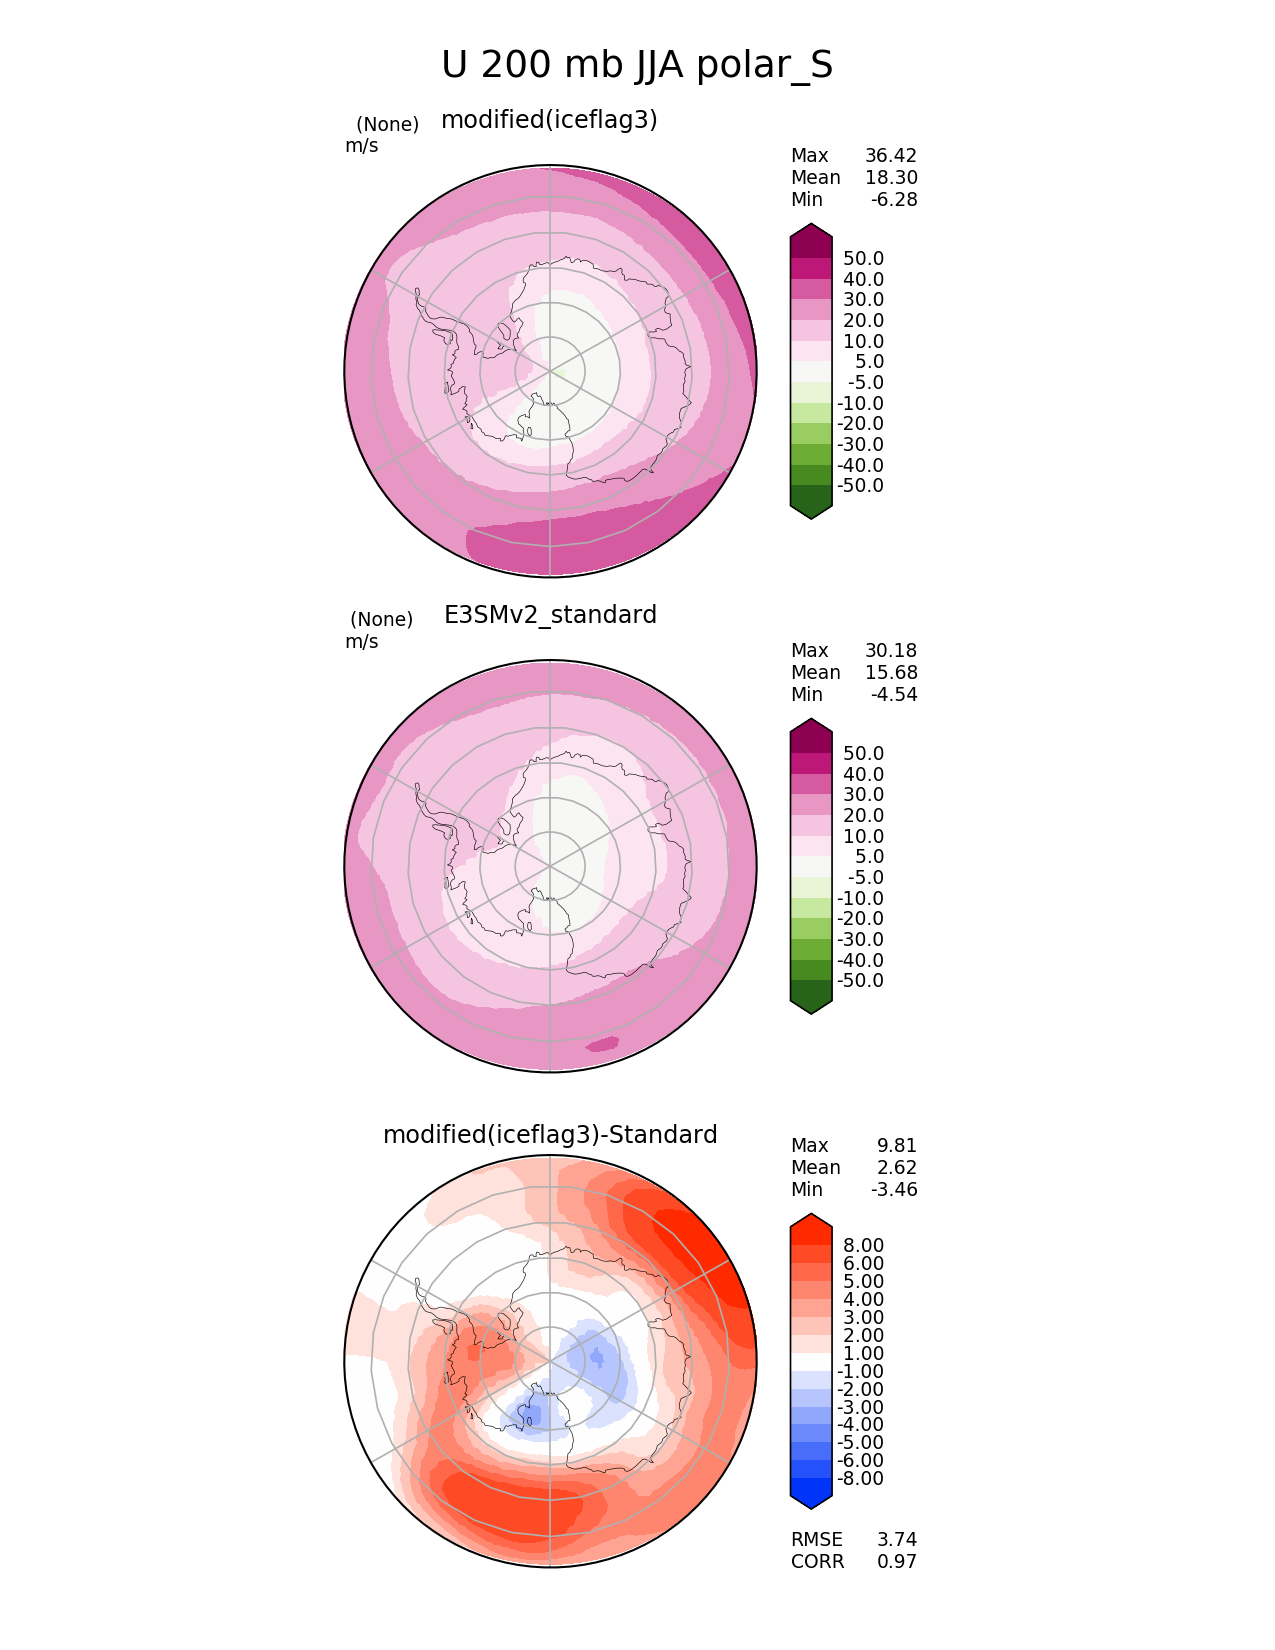 U 200 mb JJA polar_S
(None) modified(iceflag3)
m/s
Max 36.42
Mean 18.30
Min -6.28
50.0
40.0
30.0
20.0
10.0
5.0
-5.0
-10.0
-20.0
-30.0
-40.0
-50.0
(None) E3SMv2_standard
m/s
Max 30.18
Mean 15.68
Min -4.54
50.0
40.0
30.0
20.0
10.0
5.0
-5.0
-10.0
-20.0
-30.0
-40.0
-50.0
modified(iceflag3)-Standard
Max 9.81
Mean 2.62
Min -3.46
8.00
6.00
5.00
4.00
3.00
2.00
1.00
-1.00
-2.00
-3.00
-4.00
-5.00
-6.00
-8.00
RMSE 3.74
CORR 0.97